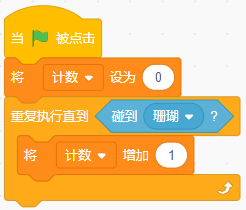 当 被点击
将 计数 设为 0
重复执行直到 碰到 珊瑚 ?
将 计数 增加 1